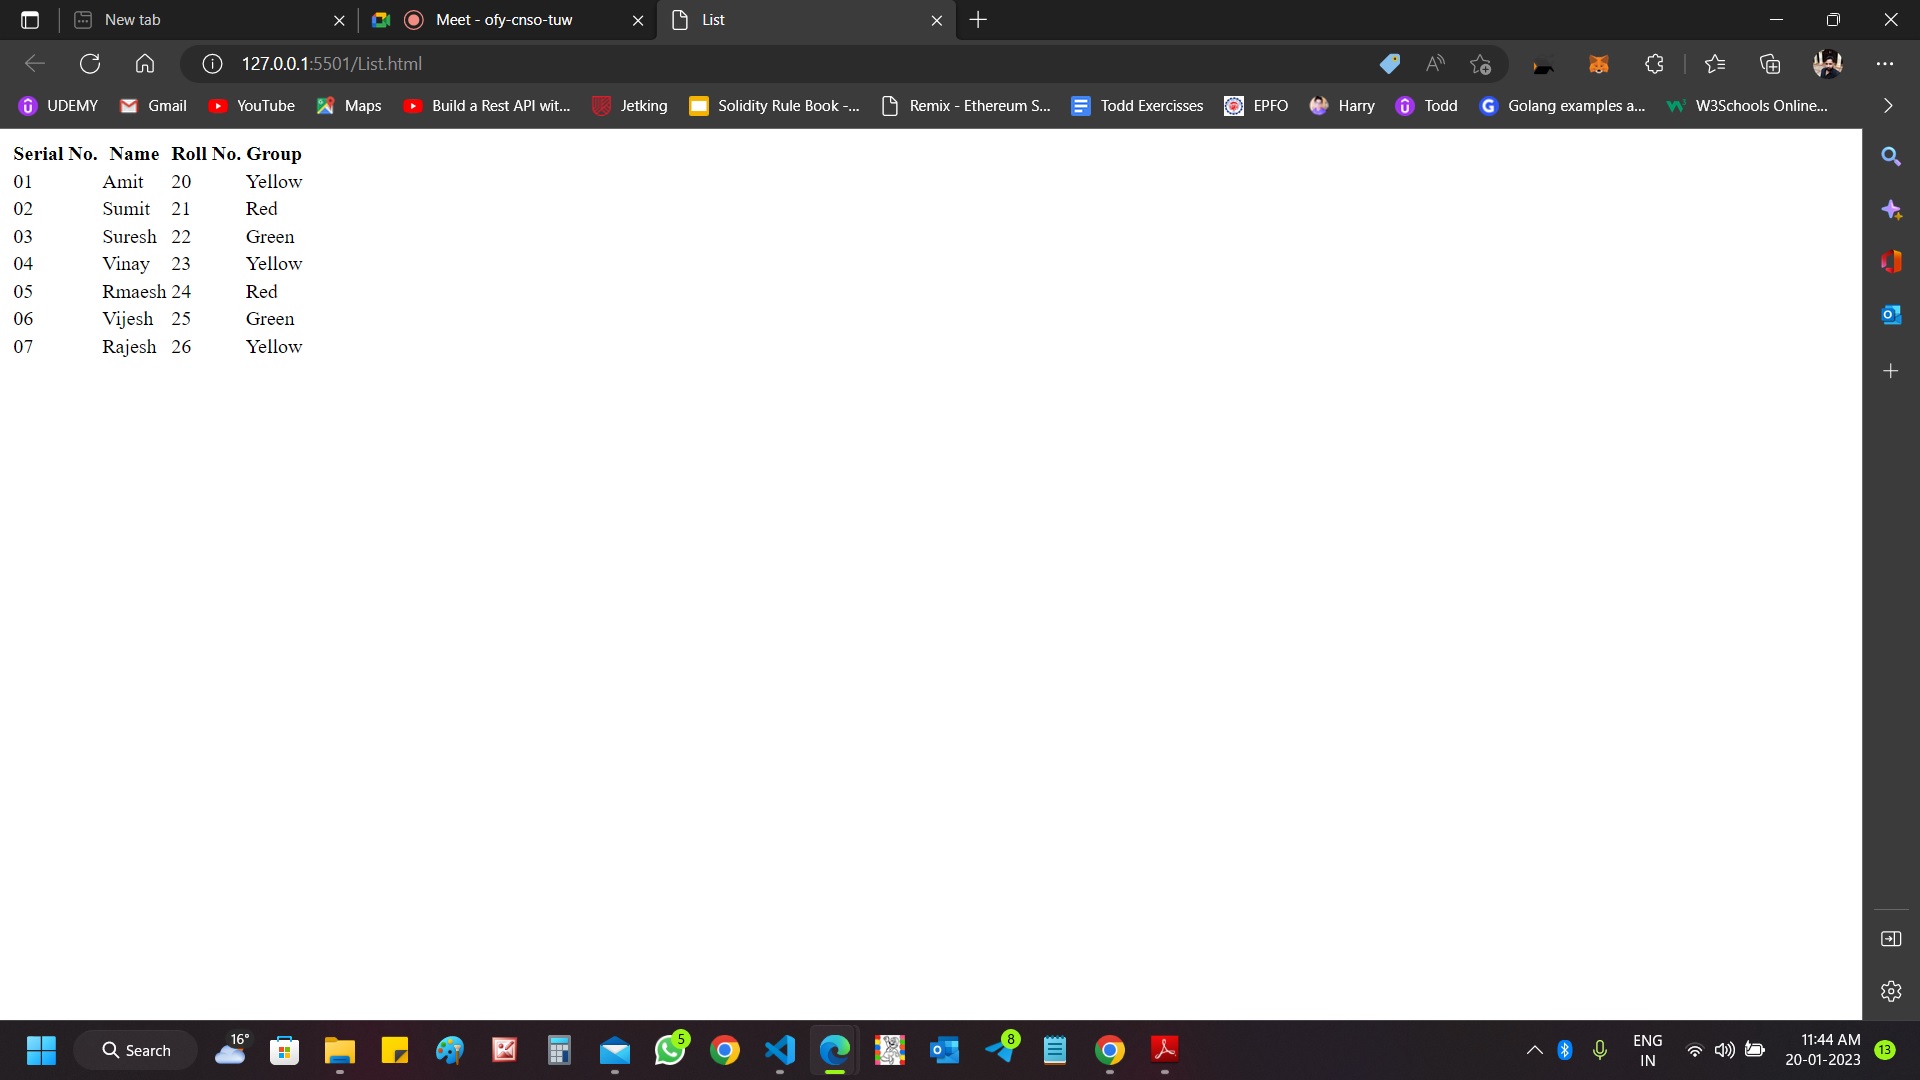 New tab
Meet - ofy-cnso-tuw
List
127.0.0.1:5501/List.html
UDEMY Gmail YouTube Maps Build a Rest API wit... Jetking Solidity Rule Book -... Remix - Ethereum S... Todd Exercisses EPFO Harry Todd Golang examples a... W3Schools Online...
Serial No. Name Roll No. Group
01 Amit 20 Yellow
02 Sumit 21 Red
03 Suresh 22 Green
04 Vinay 23 Yellow
05 Rmaesh 24 Red
06 Vijesh 25 Green
07 Rajesh 26 Yellow
Search
16°
5
8
ENG
IN
11:44 AM
20-01-2023
13